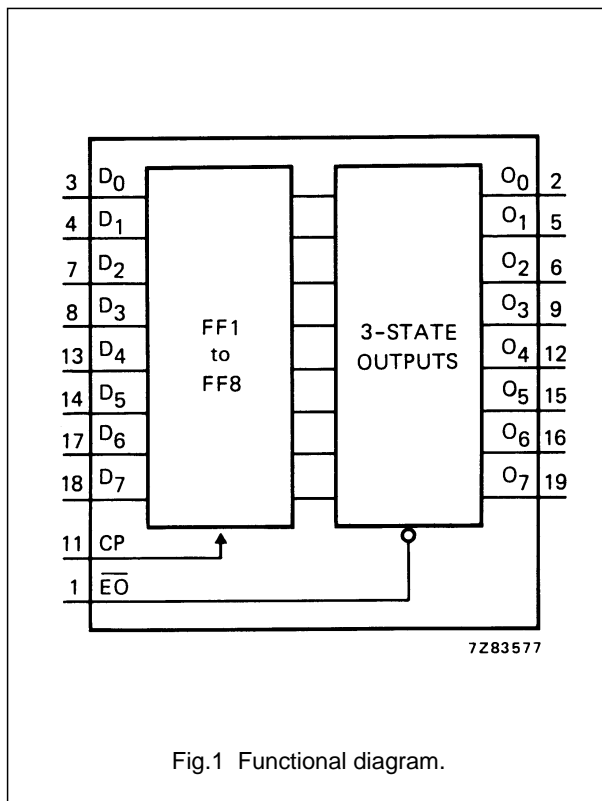 3 D0 O0 2
4 D1 O1 5
7 D2 O2 6
8 D3 O3 9
13 D4 O4 12
14 D5 O5 15
17 D6 O6 16
18 D7 O7 19
FF1
to
FF8
3-STATE
OUTPUTS
11 CP
1 E̅O̅
7Z83577
Fig.1 Functional diagram.